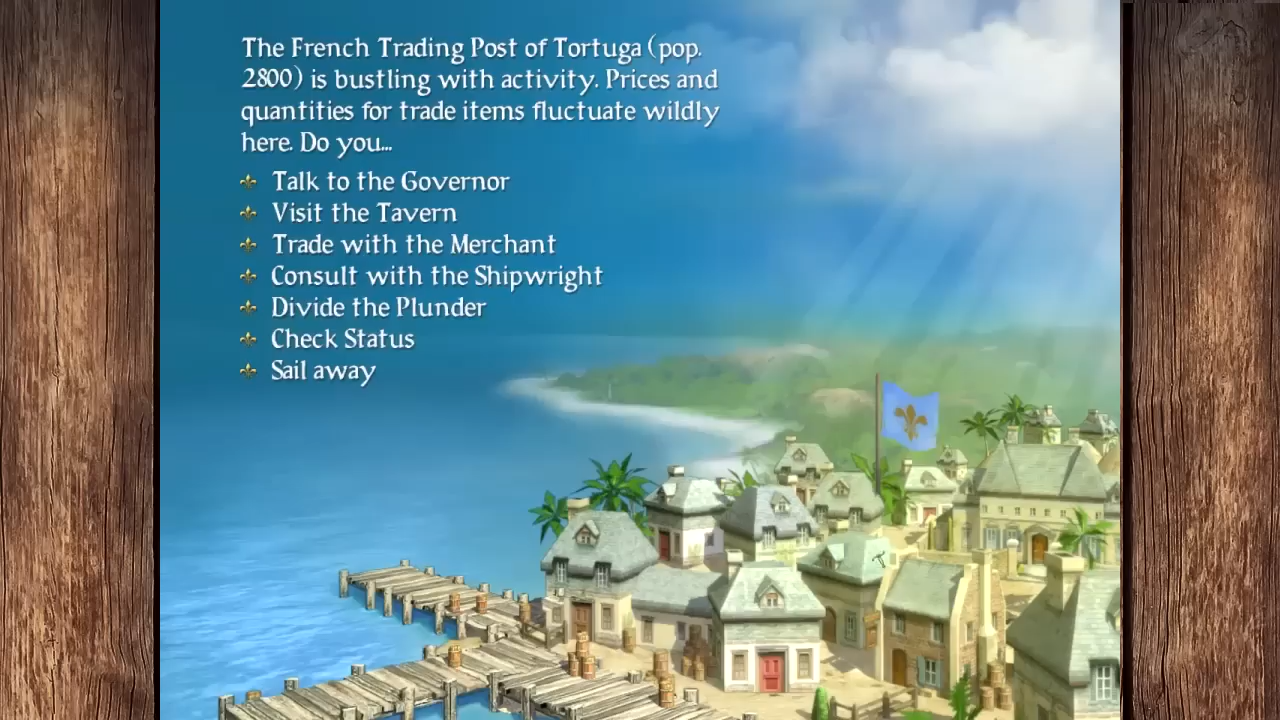 The French Trading Post of Tortuga (pop.
2800) is bustling with activity. Prices and
quantities for trade items fluctuate wildly
here. Do you...
Talk to the Governor
Visit the Tavern
Trade with the Merchant
Consult with the Shipwright
Divide the Plunder
Check Status
Sail away